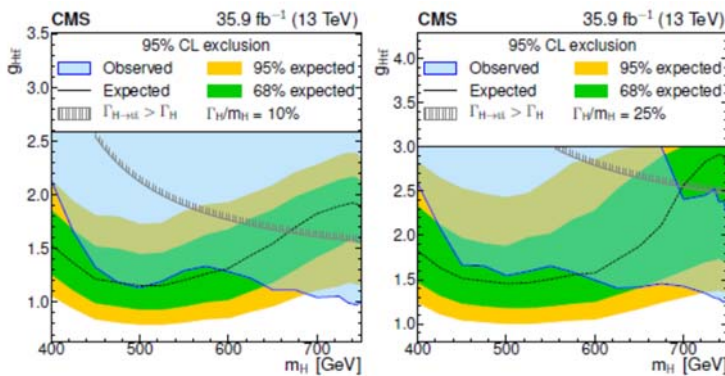 CMS 35.9 fb⁻¹ (13 TeV)
g_Htt̄
3.5
3.0
2.5
2.0
1.5
1.0
95% CL exclusion
Observed 95% expected
Expected 68% expected
Γ_H→tt̄ > Γ_H Γ_H/m_H = 10%
400 500 600 700
m_H [GeV]
CMS 35.9 fb⁻¹ (13 TeV)
g_Htt̄
4.0
3.5
3.0
2.5
2.0
1.5
1.0
95% CL exclusion
Observed 95% expected
Expected 68% expected
Γ_H→tt̄ > Γ_H Γ_H/m_H = 25%
400 500 600 700
m_H [GeV]